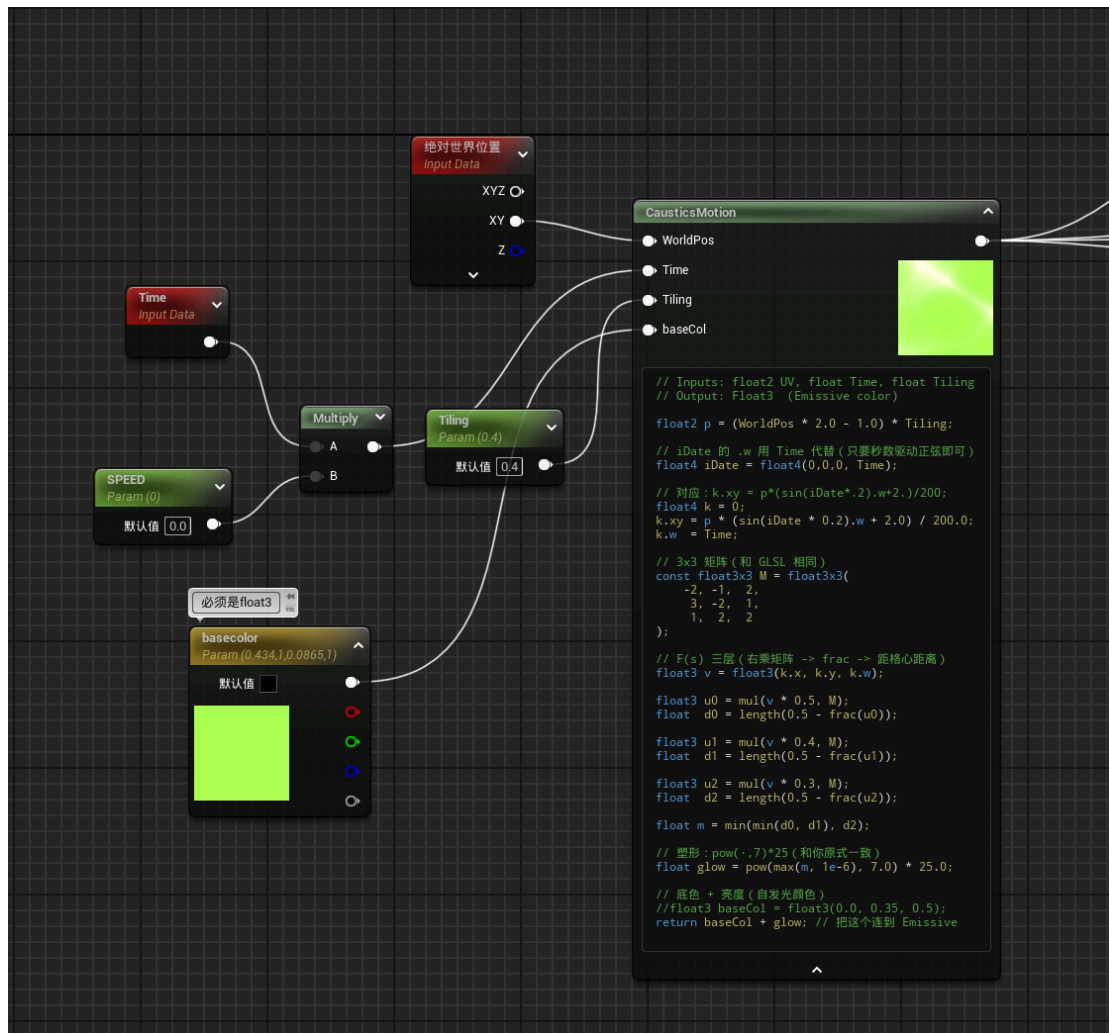 绝对世界位置
Input Data
XYZ
XY
Z
Time
Input Data
Multiply
A
B
SPEED
Param (0)
默认值 0.0
Tiling
Param (0.4)
默认值 0.4
必须是float3
basecolor
Param (0.434,1,0.0865,1)
默认值
CausticsMotion
WorldPos
Time
Tiling
baseCol
// Inputs: float2 UV, float Time, float Tiling
// Output: Float3  (Emissive color)
float2 p = (WorldPos * 2.0 - 1.0) * Tiling;
// iDate 的 .w 用 Time 代替（只要秒数驱动正弦即可）
float4 iDate = float4(0,0,0, Time);
// 对应：k.xy = p*(sin(iDate*.2).w+2.)/200;
float4 k = 0;
k.xy = p * (sin(iDate * 0.2).w + 2.0) / 200.0;
k.w  = Time;
// 3x3 矩阵（和 GLSL 相同）
const float3x3 M = float3x3(
-2, -1,  2,
3, -2,  1,
1,  2,  2
);
// F(s) 三层（右乘矩阵 -> frac -> 距格心距离）
float3 v = float3(k.x, k.y, k.w);
float3 u0 = mul(v * 0.5, M);
float  d0 = length(0.5 - frac(u0));
float3 u1 = mul(v * 0.4, M);
float  d1 = length(0.5 - frac(u1));
float3 u2 = mul(v * 0.3, M);
float  d2 = length(0.5 - frac(u2));
float m = min(min(d0, d1), d2);
// 塑形：pow(·,7)*25（和你原式一致）
float glow = pow(max(m, 1e-6), 7.0) * 25.0;
// 底色 + 亮度（自发光颜色）
//float3 baseCol = float3(0.0, 0.35, 0.5);
return baseCol + glow; // 把这个连到 Emissive